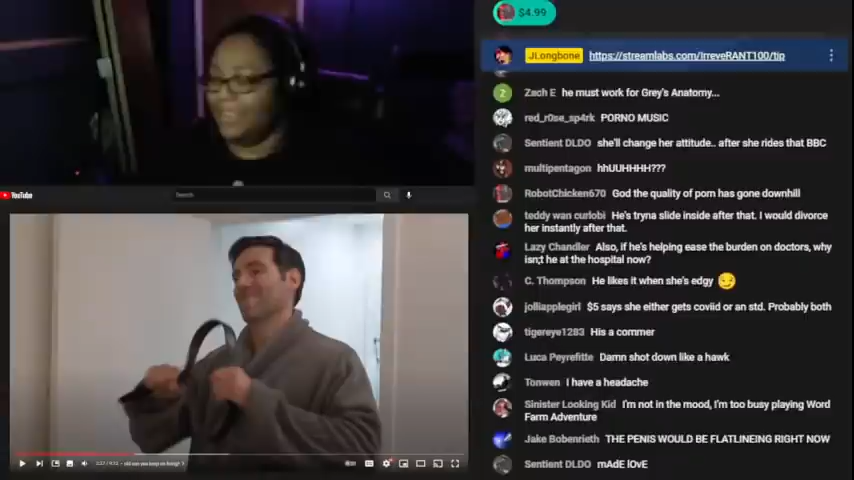 $4.99
JLongbone https://streamlabs.com/IrreveRANT100/tip
Zach E he must work for Grey's Anatomy...
red_r0se_sp4rk PORNO MUSIC
Sentient DLDO she'll change her attitude.. after she rides that BBC
multipentagon hhUUHHHH???
RobotChicken670 God the quality of porn has gone downhill
teddy wan curlobi He's tryna slide inside after that. I would divorce
her instantly after that.
Lazy Chandler Also, if he's helping ease the burden on doctors, why
isn;t he at the hospital now?
C. Thompson He likes it when she's edgy
jolliapplegirl $5 says she either gets coviid or an std. Probably both
tigereye1283 His a commer
Luca Peyrefitte Damn shot down like a hawk
Tonwen I have a headache
Sinister Looking Kid I'm not in the mood, I'm too busy playing Word
Farm Adventure
Jake Bobenrieth THE PENIS WOULD BE FLATLINEING RIGHT NOW
Sentient DLDO mAdE lOvE
YouTube
Search